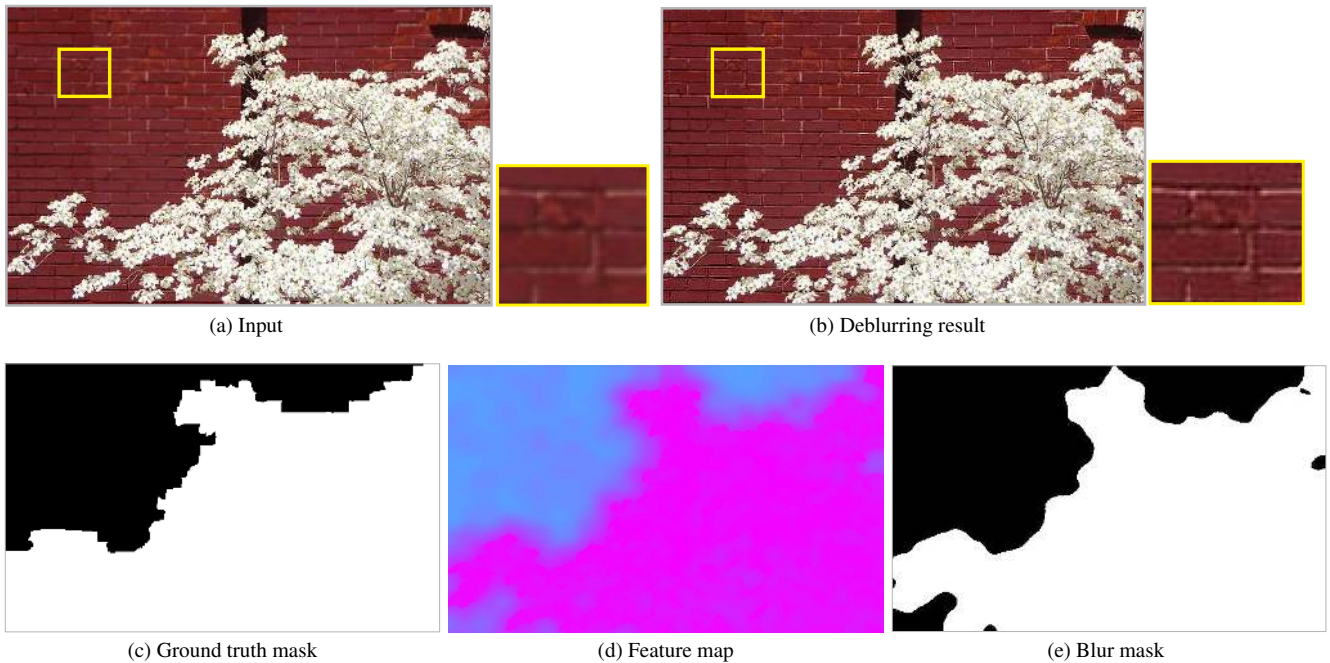 (a) Input
(b) Deblurring result
(c) Ground truth mask
(d) Feature map
(e) Blur mask